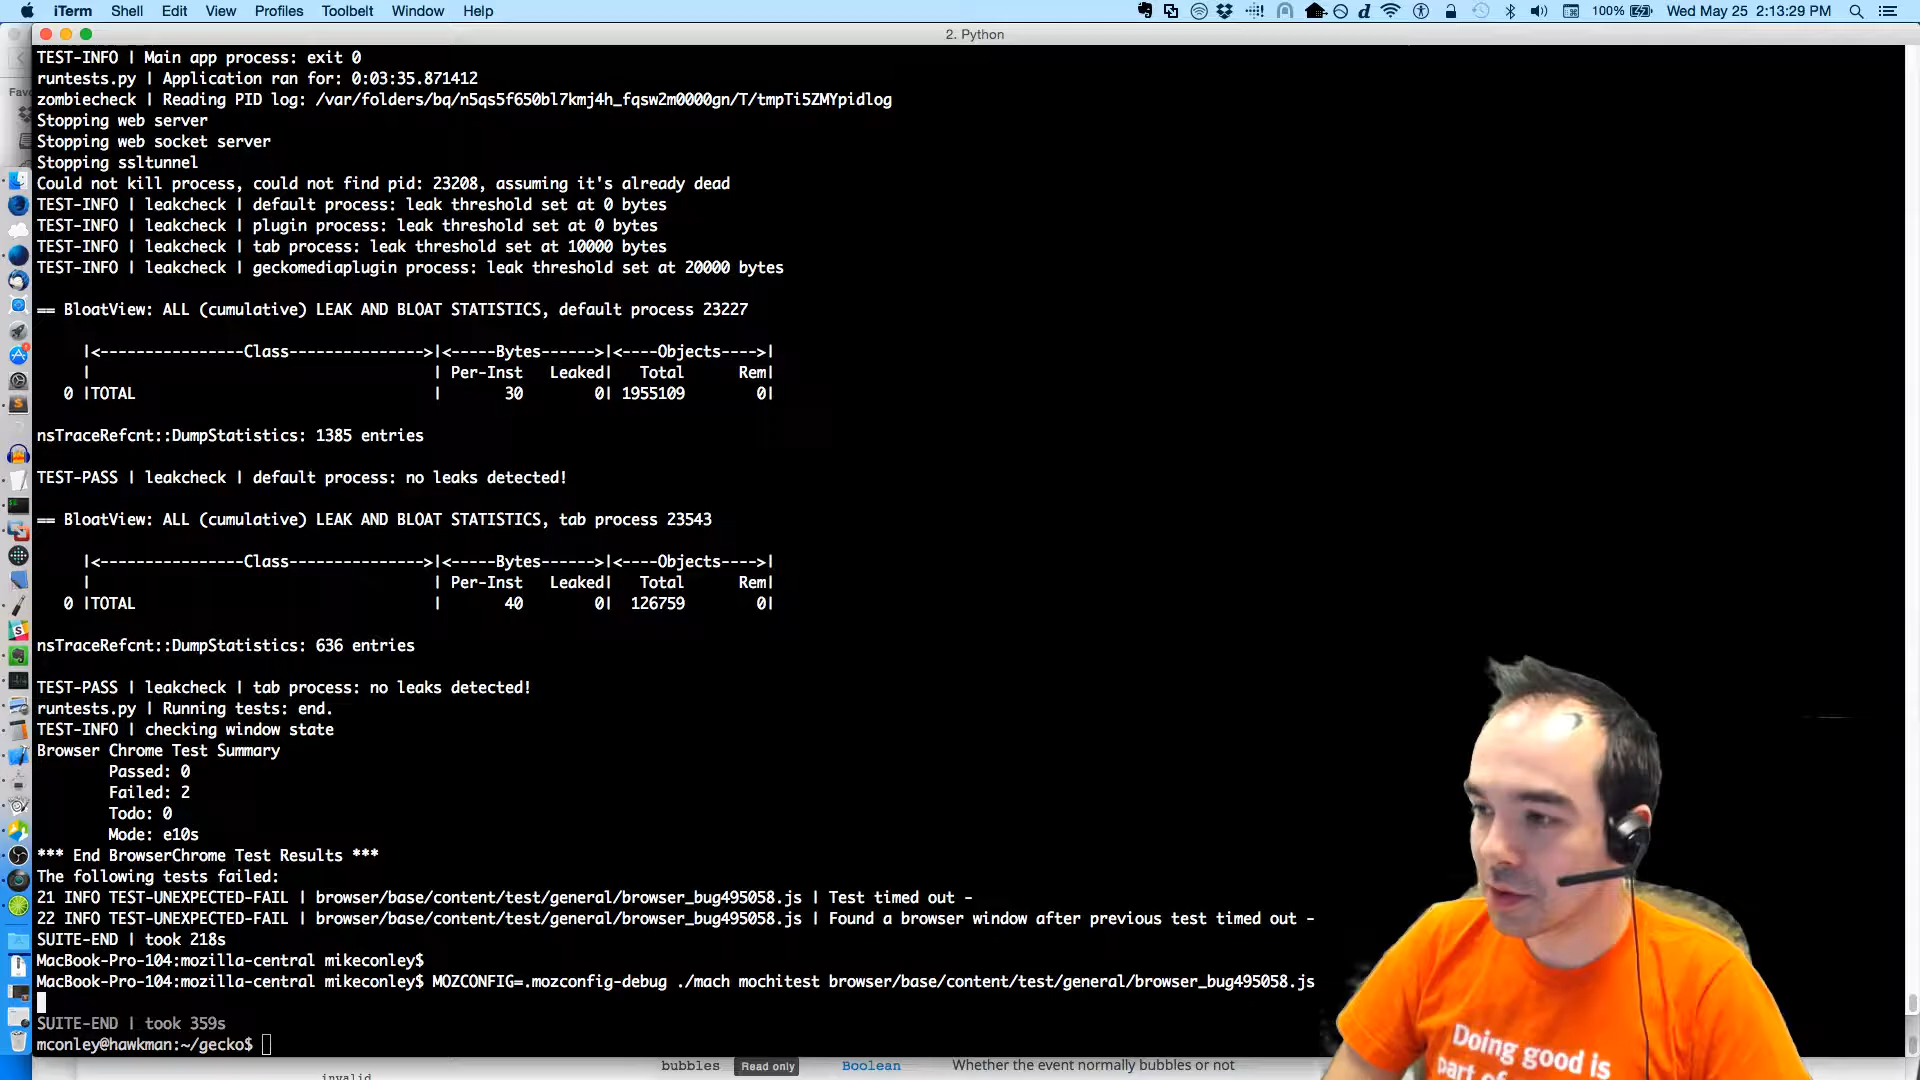 iTerm Shell Edit View Profiles Toolbelt Window Help 100% Wed May 25 2:13:29 PM
2. Python
TEST-INFO | Main app process: exit 0
runtests.py | Application ran for: 0:03:35.871412
zombiecheck | Reading PID log: /var/folders/bq/n5qs5f650bl7kmj4h_fqsw2m0000gn/T/tmpTi5ZMYpidlog
Stopping web server
Stopping web socket server
Stopping ssltunnel
Could not kill process, could not find pid: 23208, assuming it's already dead
TEST-INFO | leakcheck | default process: leak threshold set at 0 bytes
TEST-INFO | leakcheck | plugin process: leak threshold set at 0 bytes
TEST-INFO | leakcheck | tab process: leak threshold set at 10000 bytes
TEST-INFO | leakcheck | geckomediaplugin process: leak threshold set at 20000 bytes
== BloatView: ALL (cumulative) LEAK AND BLOAT STATISTICS, default process 23227
|<----------------Class--------------->|<-----Bytes------>|<----Objects---->|
| | Per-Inst Leaked| Total Rem|
0 |TOTAL | 30 0| 1955109 0|
nsTraceRefcnt::DumpStatistics: 1385 entries
TEST-PASS | leakcheck | default process: no leaks detected!
== BloatView: ALL (cumulative) LEAK AND BLOAT STATISTICS, tab process 23543
|<----------------Class--------------->|<-----Bytes------>|<----Objects---->|
| | Per-Inst Leaked| Total Rem|
0 |TOTAL | 40 0| 126759 0|
nsTraceRefcnt::DumpStatistics: 636 entries
TEST-PASS | leakcheck | tab process: no leaks detected!
runtests.py | Running tests: end.
TEST-INFO | checking window state
Browser Chrome Test Summary
Passed: 0
Failed: 2
Todo: 0
Mode: e10s
*** End BrowserChrome Test Results ***
The following tests failed:
21 INFO TEST-UNEXPECTED-FAIL | browser/base/content/test/general/browser_bug495058.js | Test timed out -
22 INFO TEST-UNEXPECTED-FAIL | browser/base/content/test/general/browser_bug495058.js | Found a browser window after previous test timed out -
SUITE-END | took 218s
MacBook-Pro-104:mozilla-central mikeconley$
MacBook-Pro-104:mozilla-central mikeconley$ MOZCONFIG=.mozconfig-debug ./mach mochitest browser/base/content/test/general/browser_bug495058.js
SUITE-END | took 359s
mconley@hawkman:~/gecko$
bubbles Read only Boolean Whether the event normally bubbles or not
Doing good is
part of